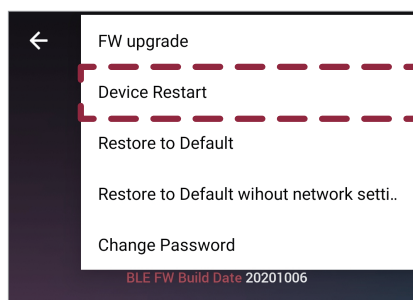 FW upgrade
Device Restart
Restore to Default
Restore to Default wihout network setti..
Change Password
BLE FW Build Date 20201006